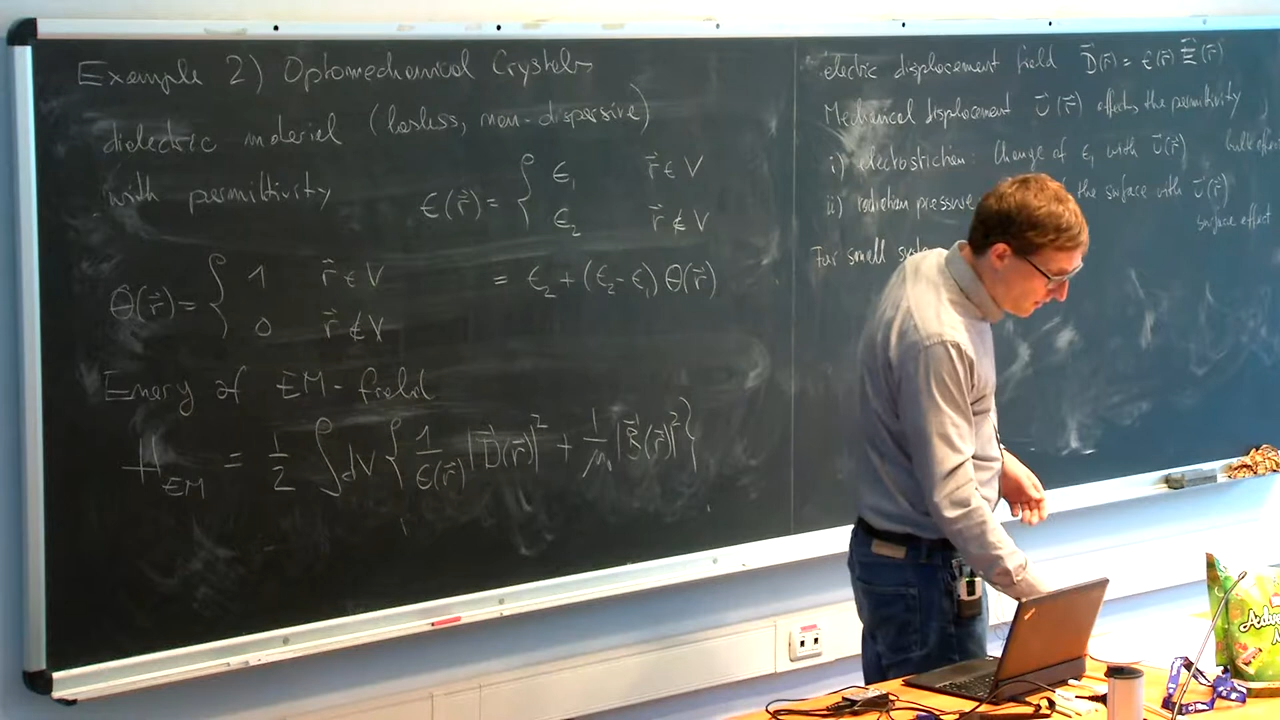 Example 2) Optomechanical Crystals
dielectric material (lossless, non-dispersive)
with permittivity ϵ(r⃗) = { ϵ₁ r⃗ ∈ V
ϵ₂ r⃗ ∉ V
θ(r⃗) = { 1 r⃗ ∈ V = ϵ₂ + (ϵ₂ - ϵ₁) θ(r⃗)
0 r⃗ ∉ V
Energy of EM-field
H_EM = 1/2 ∫ dV { 1/ϵ(r⃗) |D⃗(r⃗)|² + 1/μ₀ |B⃗(r⃗)|² }
electric displacement field D⃗(r⃗) = ϵ(r⃗) E⃗(r⃗)
Mechanical displacement U⃗(r⃗) affects the permittivity
i) electrostriction: Change of ϵ₁ with U⃗(r⃗) bulk effect
ii) radiation pressure the surface with U⃗(r⃗)
surface effect
For small